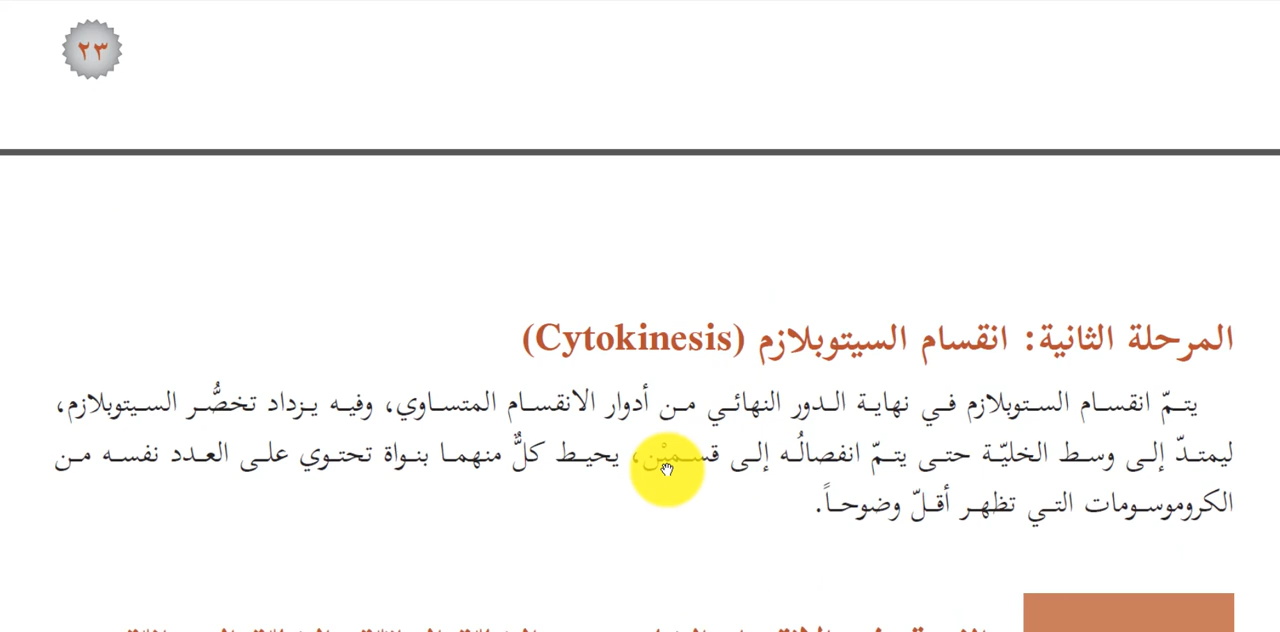 ٢٣
المرحلة الثانية: انقسام السيتوبلازم (Cytokinesis)
يتمّ انقسام الستوبلازم في نهاية الدور النهائي من أدوار الانقسام المتساوي، وفيه يزداد تخصُّر السيتوبلازم،
ليمتدّ إلى وسط الخليّة حتى يتمّ انفصالُه إلى قسميْن، يحيط كلٌّ منهما بنواة تحتوي على العدد نفسه من
الكروموسومات التي تظهر أقلّ وضوحاً.